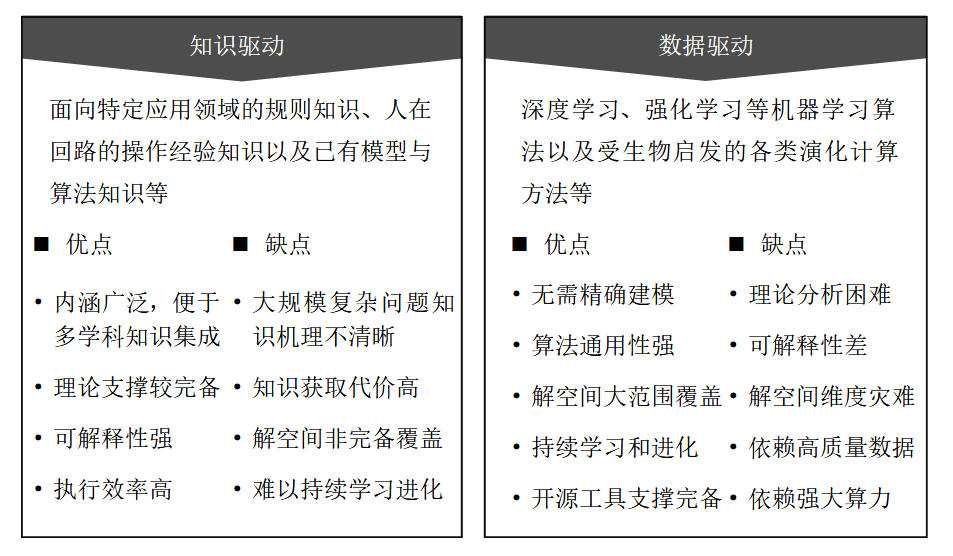 知识驱动
面向特定应用领域的规则知识、人在
回路的操作经验知识以及已有模型与
算法知识等
■ 优点
• 内涵广泛，便于
多学科知识集成
• 理论支撑较完备
• 可解释性强
• 执行效率高
■ 缺点
• 大规模复杂问题知
识机理不清晰
• 知识获取代价高
• 解空间非完备覆盖
• 难以持续学习进化
数据驱动
深度学习、强化学习等机器学习算
法以及受生物启发的各类演化计算
方法等
■ 优点
• 无需精确建模
• 算法通用性强
• 解空间大范围覆盖
• 持续学习和进化
• 开源工具支撑完备
■ 缺点
• 理论分析困难
• 可解释性差
• 解空间维度灾难
• 依赖高质量数据
• 依赖强大算力